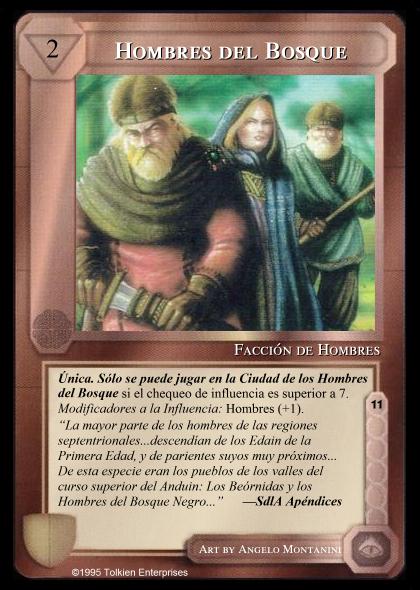 2
Hombres del Bosque
Facción de Hombres
Única. Sólo se puede jugar en la Ciudad de los Hombres
del Bosque si el chequeo de influencia es superior a 7.
Modificadores a la Influencia: Hombres (+1).
“La mayor parte de los hombres de las regiones
septentrionales...descendían de los Edain de la
Primera Edad, y de parientes suyos muy próximos...
De esta especie eran los pueblos de los valles del
curso superior del Anduin: Los Beórnidas y los
Hombres del Bosque Negro...” —SdlA Apéndices
11
Art by Angelo Montanini
©1995 Tolkien Enterprises